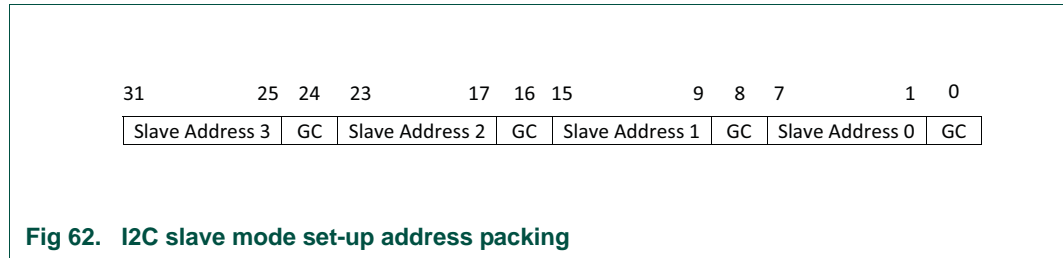 31 25 24 23 17 16 15 9 8 7 1 0
Slave Address 3 GC Slave Address 2 GC Slave Address 1 GC Slave Address 0 GC
Fig 62. I2C slave mode set-up address packing